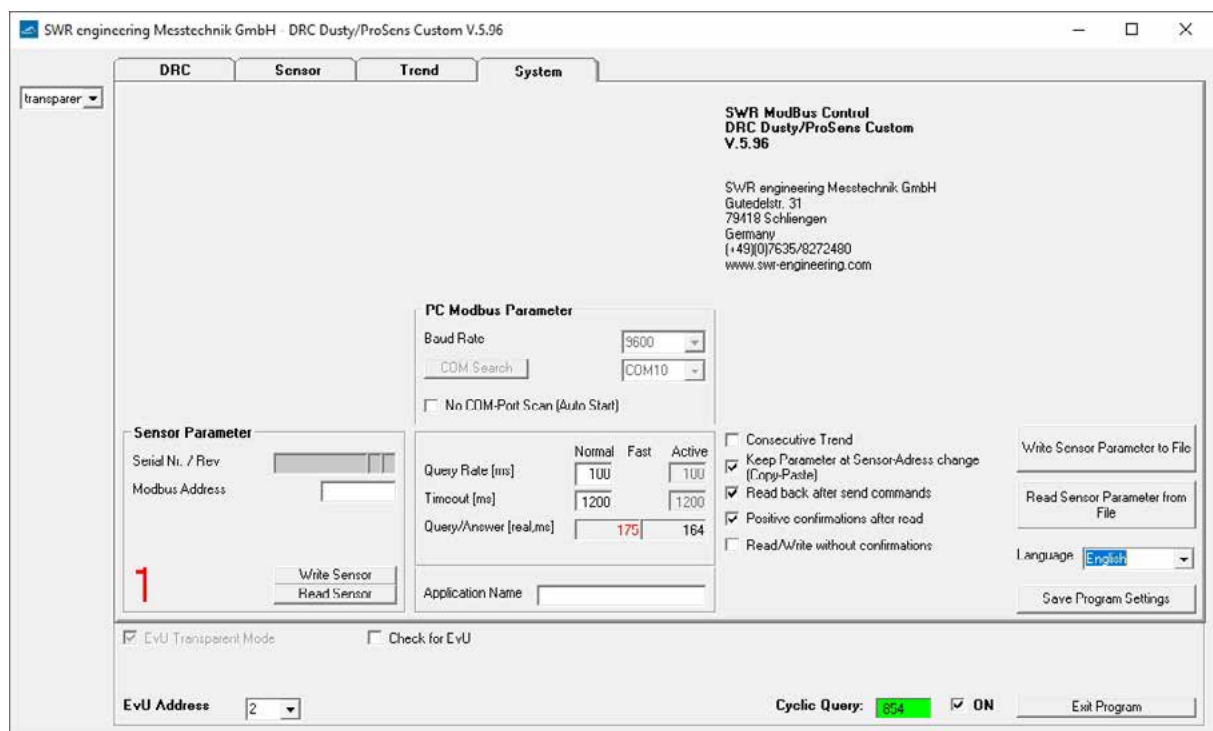 SWR engineering Messtechnik GmbH - DRC Dusty/ProSens Custom V.5.96
DRC Sensor Trend System
transparer
SWR ModBus Control
DRC Dusty/ProSens Custom
V.5.96
SWR engineering Messtechnik GmbH
Gutedelstr. 31
79418 Schliengen
Germany
(+49)(0)7635/8272480
www.swr-engineering.com
PC Modbus Parameter
Baud Rate 9600
COM Search COM10
No COM-Port Scan (Auto Start)
Sensor Parameter
Serial Nr. / Rev
Modbus Address
1
Write Sensor
Read Sensor
Normal Fast Active
Query Rate [ms] 100 100
Timeout [ms] 1200 1200
Query/Answer [real,ms] 175 164
Application Name
Consecutive Trend
Keep Parameter at Sensor-Adress change
(Copy-Paste)
Read back after send commands
Positive confirmations after read
Read/Write without confirmations
Write Sensor Parameter to File
Read Sensor Parameter from
File
Language English
Save Program Settings
EvU Transparent Mode Check for EvU
EvU Address 2
Cyclic Query: 854 ON Exit Program